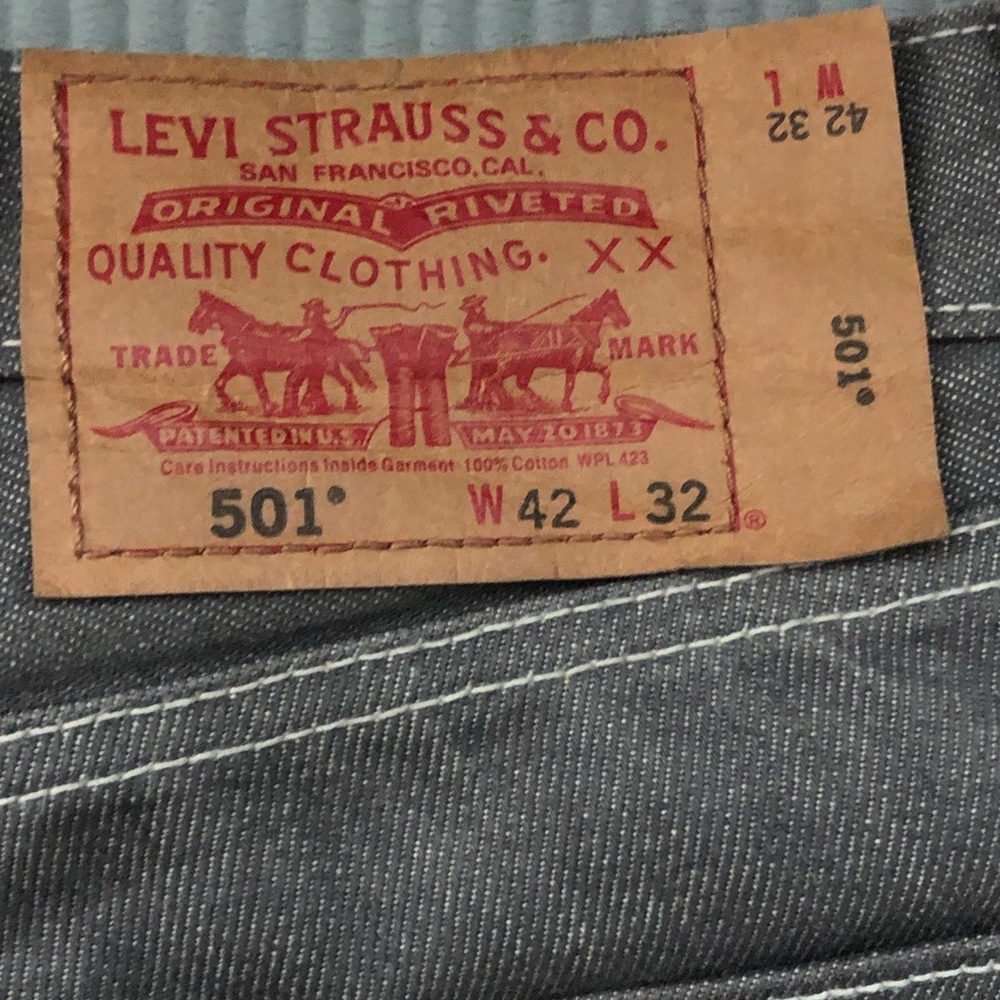 LEVI STRAUSS & CO.
SAN FRANCISCO, CAL.
ORIGINAL RIVETED
QUALITY CLOTHING. XX
TRADE MARK
PATENTED IN U.S. MAY 20 1873
Care Instructions Inside Garment 100% Cotton WPL 423
501® W 42 L 32 ®
W L
42 32
501®